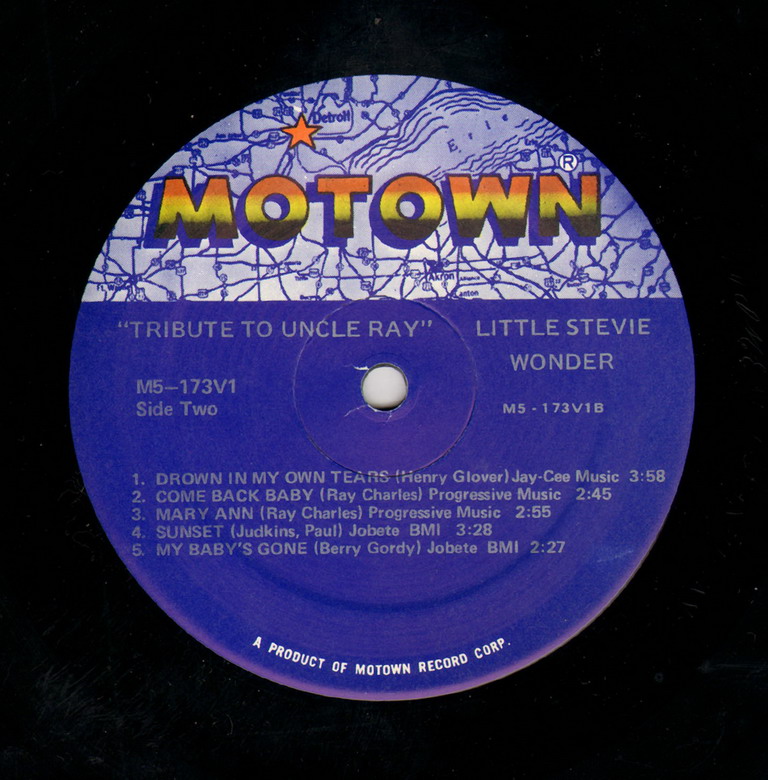 Detroit
Erie
MOTOWN®
Akron
Canton
"TRIBUTE TO UNCLE RAY" LITTLE STEVIE
WONDER
M5–173V1
Side Two
M5-173V1B
1. DROWN IN MY OWN TEARS (Henry Glover) Jay-Cee Music 3:58
2. COME BACK BABY (Ray Charles) Progressive Music 2:45
3. MARY ANN (Ray Charles) Progressive Music 2:55
4. SUNSET (Judkins, Paul) Jobete BMI 3:28
5. MY BABY'S GONE (Berry Gordy) Jobete BMI 2:27
A PRODUCT OF MOTOWN RECORD CORP.